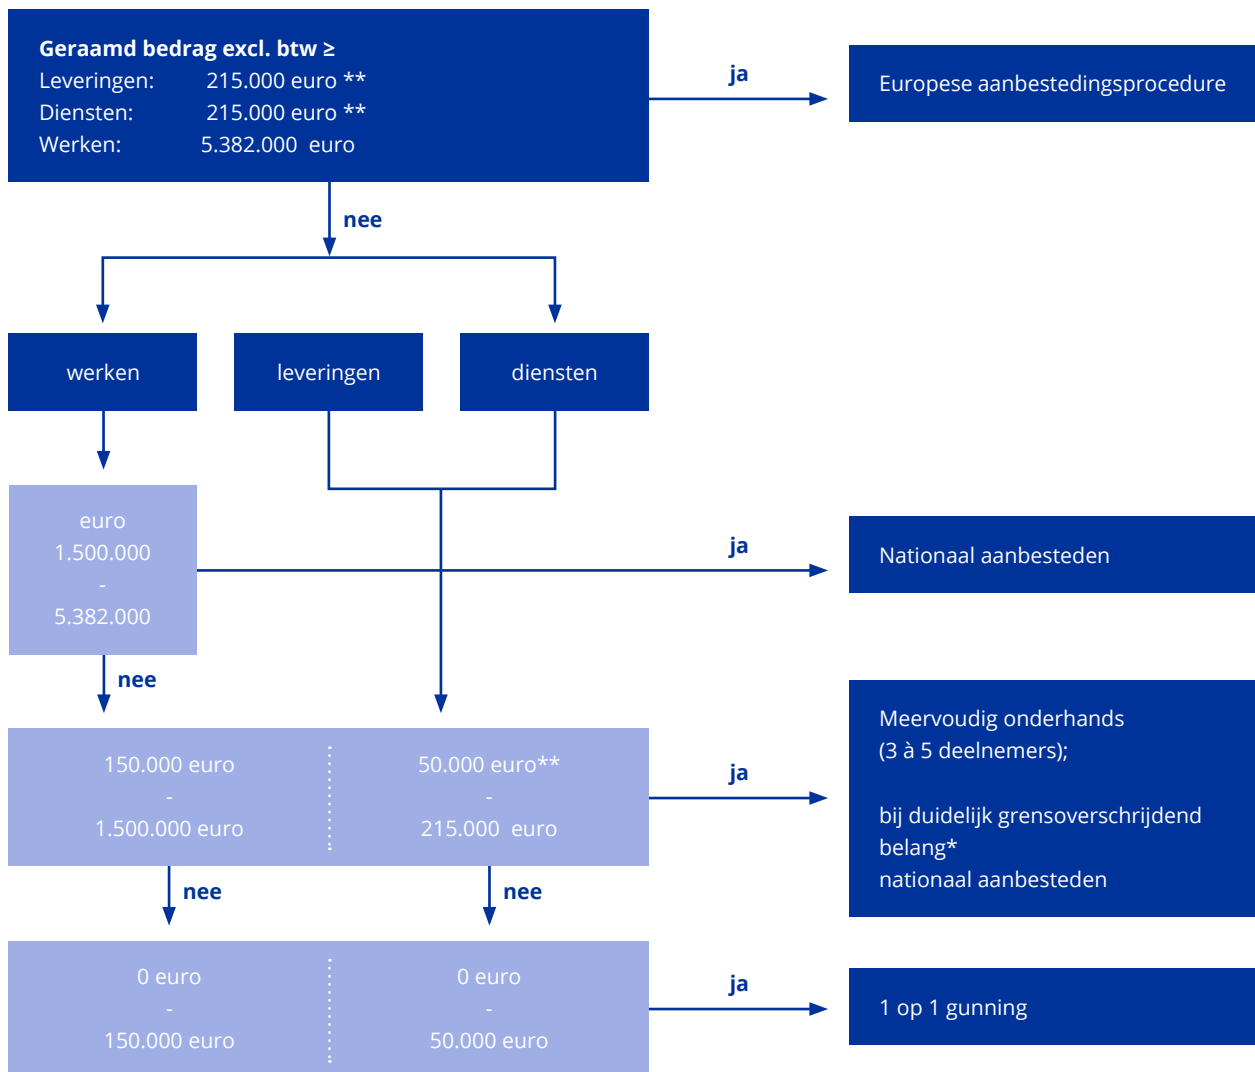 Geraamd bedrag excl. btw ≥
Leveringen: 215.000 euro **
Diensten: 215.000 euro **
Werken: 5.382.000 euro
ja
Europese aanbestedingsprocedure
nee
werken
leveringen
diensten
euro
1.500.000
-
5.382.000
ja
Nationaal aanbesteden
nee
150.000 euro
-
1.500.000 euro
50.000 euro**
-
215.000 euro
ja
Meervoudig onderhands
(3 à 5 deelnemers);
bij duidelijk grensoverschrijdend
belang*
nationaal aanbesteden
nee
nee
0 euro
-
150.000 euro
0 euro
-
50.000 euro
ja
1 op 1 gunning